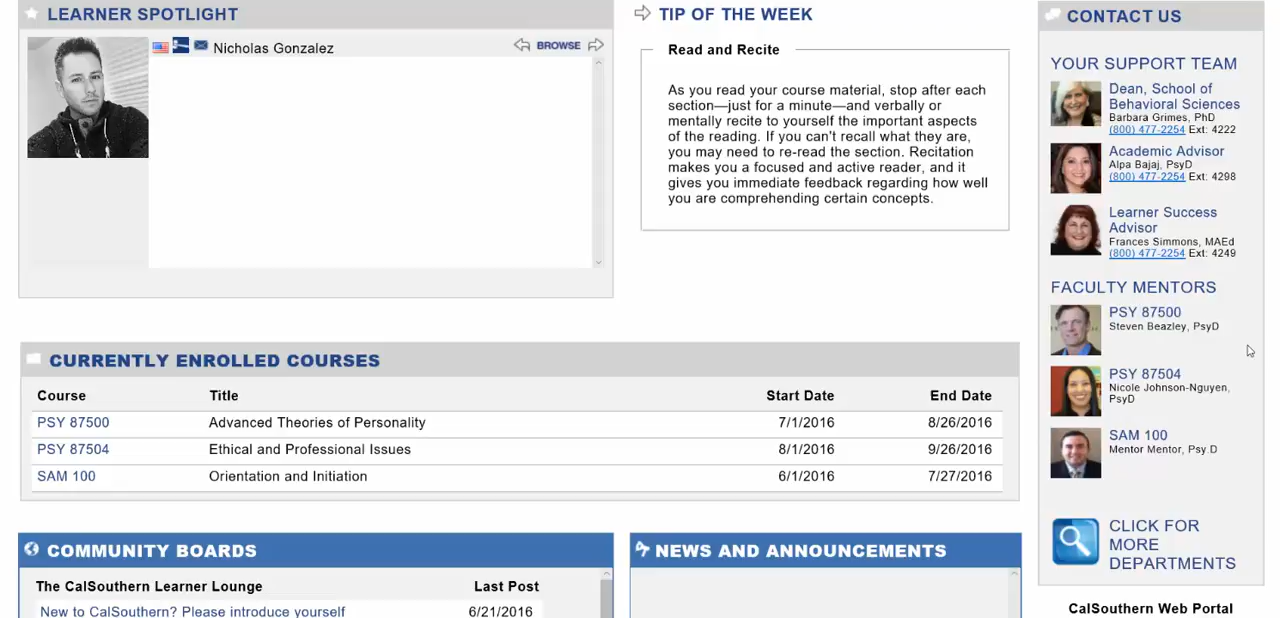 LEARNER SPOTLIGHT
Nicholas Gonzalez
BROWSE
TIP OF THE WEEK
Read and Recite
As you read your course material, stop after each
section—just for a minute—and verbally or
mentally recite to yourself the important aspects
of the reading. If you can't recall what they are,
you may need to re-read the section. Recitation
makes you a focused and active reader, and it
gives you immediate feedback regarding how well
you are comprehending certain concepts.
CONTACT US
YOUR SUPPORT TEAM
Dean, School of
Behavioral Sciences
Barbara Grimes, PhD
(800) 477-2254 Ext: 4222
Academic Advisor
Alpa Bajaj, PsyD
(800) 477-2254 Ext: 4298
Learner Success
Advisor
Frances Simmons, MAEd
(800) 477-2254 Ext: 4249
FACULTY MENTORS
PSY 87500
Steven Beazley, PsyD
PSY 87504
Nicole Johnson-Nguyen,
PsyD
SAM 100
Mentor Mentor, Psy.D
CLICK FOR
MORE
DEPARTMENTS
CalSouthern Web Portal
CURRENTLY ENROLLED COURSES
Course Title Start Date End Date
PSY 87500 Advanced Theories of Personality 7/1/2016 8/26/2016
PSY 87504 Ethical and Professional Issues 8/1/2016 9/26/2016
SAM 100 Orientation and Initiation 6/1/2016 7/27/2016
COMMUNITY BOARDS
The CalSouthern Learner Lounge Last Post
New to CalSouthern? Please introduce yourself 6/21/2016
NEWS AND ANNOUNCEMENTS